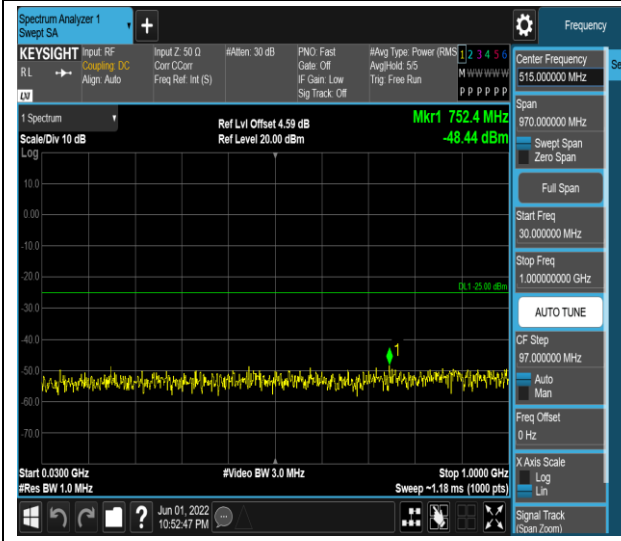 Spectrum Analyzer 1
Swept SA
+
Frequency
KEYSIGHT
RL
LXI
Input: RF
Coupling: DC
Align: Auto
Input Z: 50 Ω
Corr CCorr
Freq Ref: Int (S)
#Atten: 30 dB
PNO: Fast
Gate: Off
IF Gain: Low
Sig Track: Off
#Avg Type: Power (RMS
Avg|Hold: 5/5
Trig: Free Run
1 2 3 4 5 6
M W W W W W
P P P P P P
1 Spectrum
Scale/Div 10 dB
Log
Ref Lvl Offset 4.59 dB
Ref Level 20.00 dBm
Mkr1 752.4 MHz
-48.44 dBm
10.0
0.00
-10.0
-20.0
DL1 -25.00 dBm
-30.0
-40.0
1
-50.0
-60.0
-70.0
Start 0.0300 GHz
#Res BW 1.0 MHz
#Video BW 3.0 MHz
Stop 1.0000 GHz
Sweep ~1.18 ms (1000 pts)
?
Jun 01, 2022
10:52:47 PM
Center Frequency
515.000000 MHz
Se
Span
970.000000 MHz
Swept Span
Zero Span
Full Span
Start Freq
30.000000 MHz
Stop Freq
1.000000000 GHz
AUTO TUNE
CF Step
97.000000 MHz
Auto
Man
Freq Offset
0 Hz
X Axis Scale
Log
Lin
Signal Track
(Span Zoom)